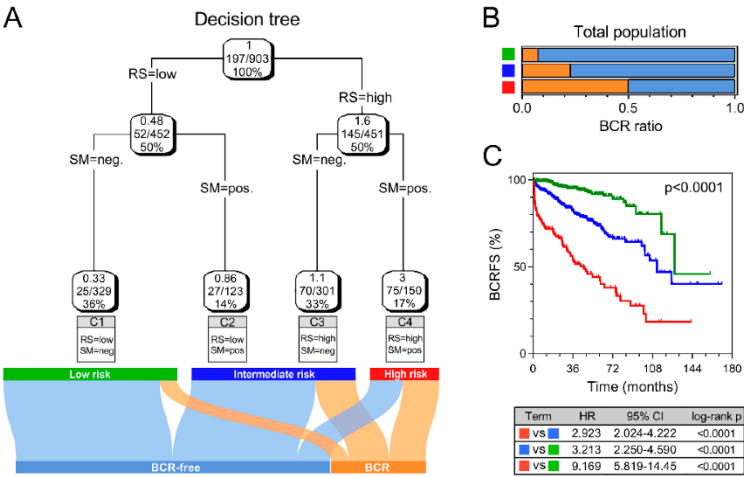 A
Decision tree
1
197/903
100%
RS=low
RS=high
0.48
52/452
50%
1.6
145/451
50%
SM=neg.
SM=pos.
SM=neg.
SM=pos.
0.33
25/329
36%
0.86
27/123
14%
1.1
70/301
33%
3
75/150
17%
C1
RS=low
SM=neg
C2
RS=low
SM=pos
C3
RS=high
SM=neg
C4
RS=high
SM=pos
Low risk
Intermediate risk
High risk
BCR-free
BCR
B
Total population
0.0 0.5 1.0
BCR ratio
C
p<0.0001
100
50
0
BCRFS (%)
0 36 72 108 144 180
Time (months)
Term HR 95% CI log-rank p
vs 2.923 2.024-4.222 <0.0001
vs 3.213 2.250-4.590 <0.0001
vs 9.169 5.819-14.45 <0.0001